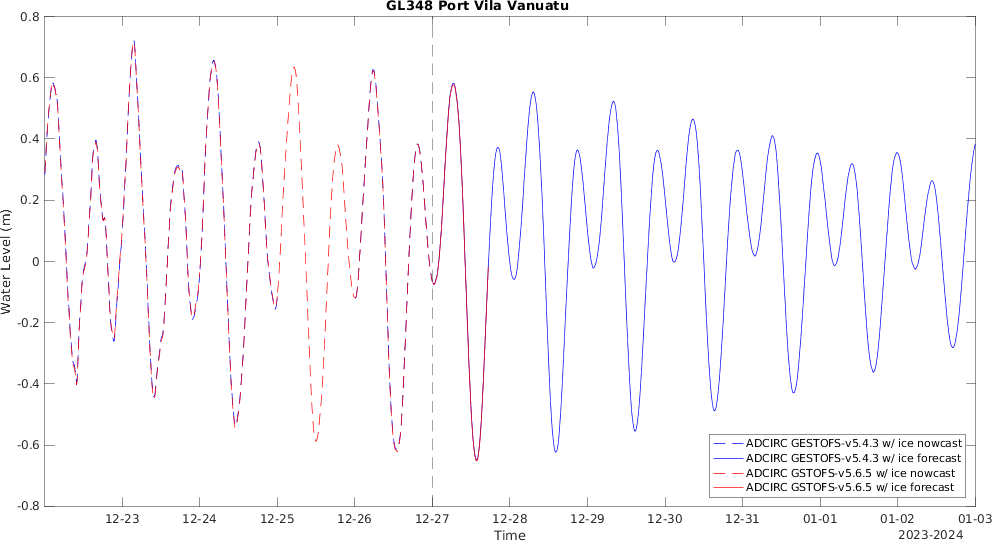 GL348 Port Vila Vanuatu
0.8
0.6
0.4
0.2
0
-0.2
-0.4
-0.6
-0.8
Water Level (m)
ADCIRC GESTOFS-v5.4.3 w/ ice nowcast
ADCIRC GESTOFS-v5.4.3 w/ ice forecast
ADCIRC GSTOFS-v5.6.5 w/ ice nowcast
ADCIRC GSTOFS-v5.6.5 w/ ice forecast
12-23 12-24 12-25 12-26 12-27 12-28 12-29 12-30 12-31 01-01 01-02 01-03
Time
2023-2024